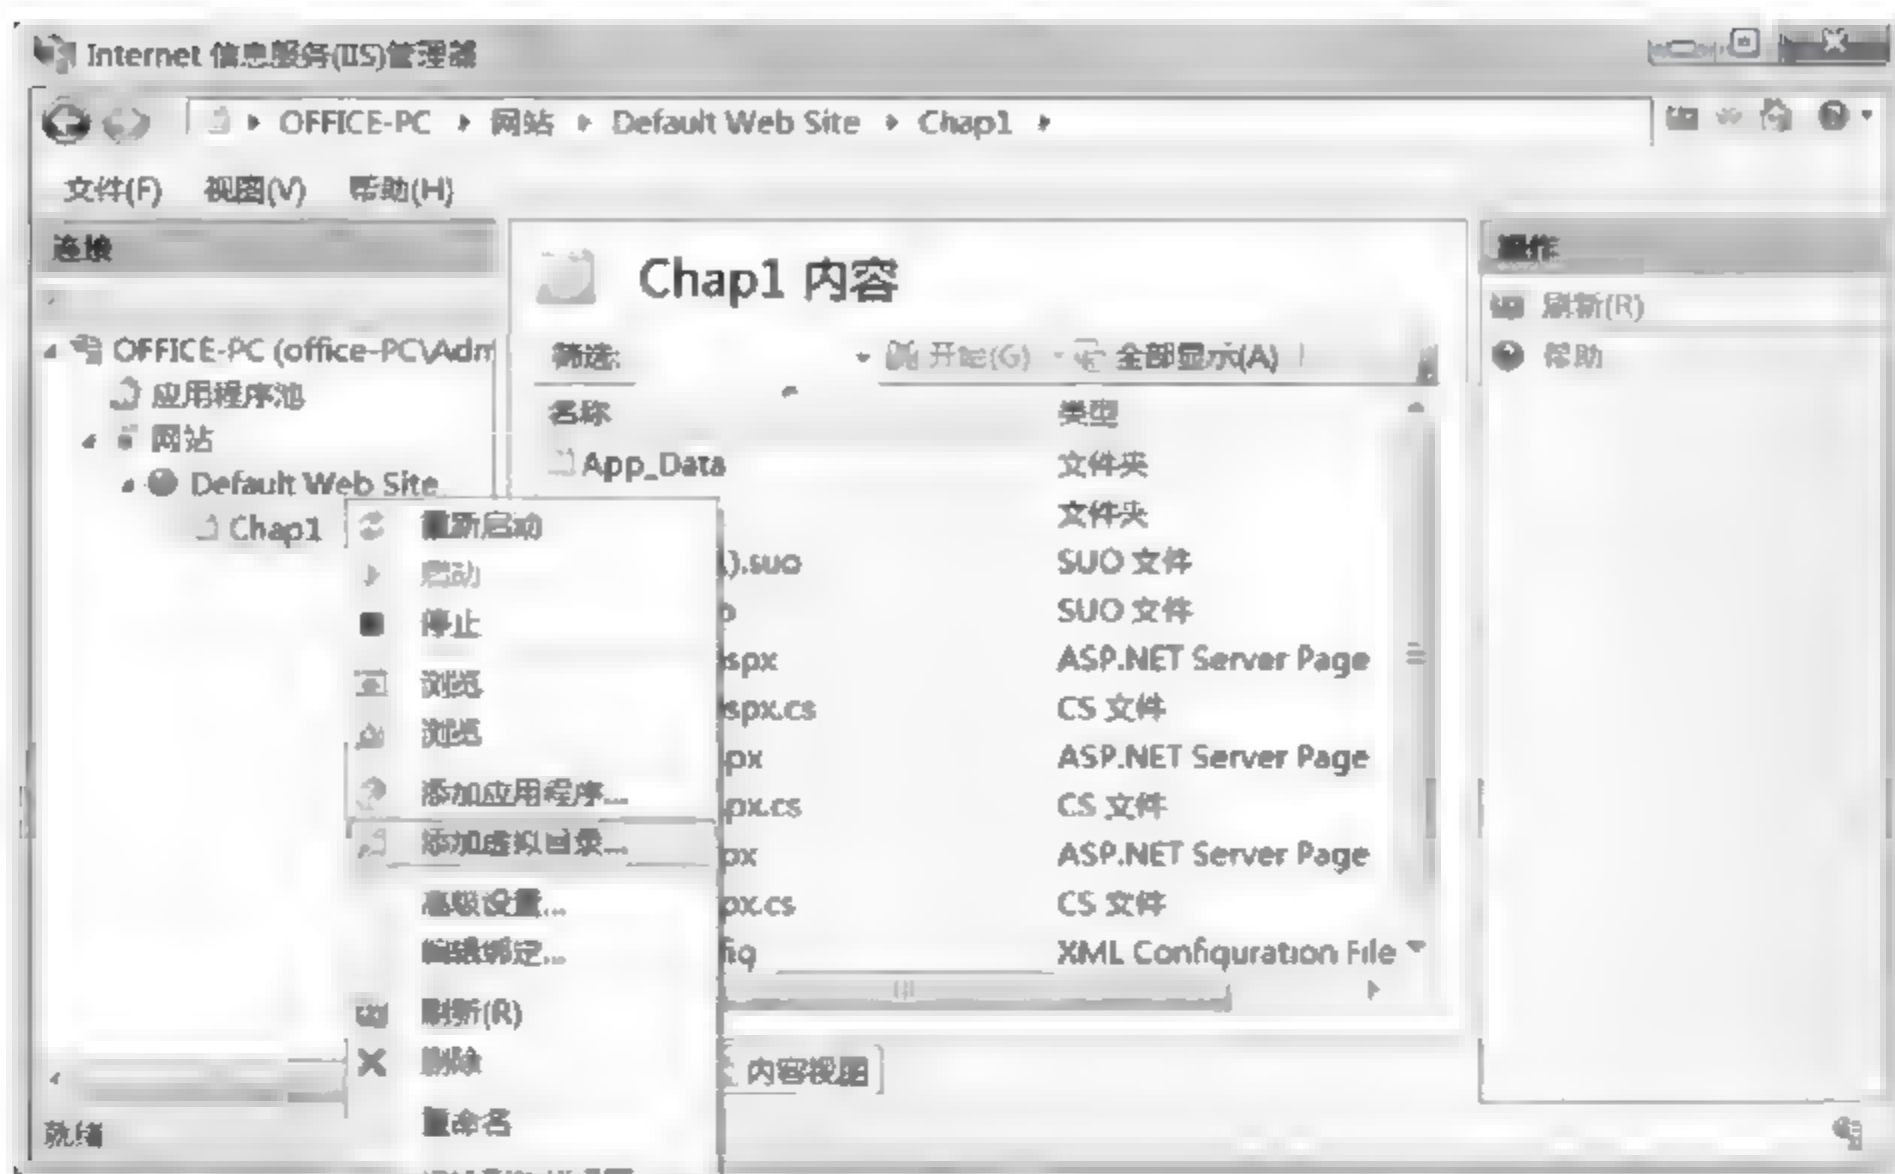 Internet 信息服务(IIS)管理器
OFFICE-PC 网站 Default Web Site Chap1
文件(F) 视图(V) 帮助(H)
连接
OFFICE-PC (office-PC\Adm
应用程序池
网站
Default Web Site
Chap1
重新启动
启动
停止
浏览
浏览
添加应用程序...
添加虚拟目录...
高级设置...
编辑绑定...
刷新(R)
删除
重命名
Chap1 内容
筛选: 开始(G) 全部显示(A)
名称 类型
App_Data 文件夹
文件夹
).suo SUO 文件
SUO 文件
spx ASP.NET Server Page
spx.cs CS 文件
px ASP.NET Server Page
px.cs CS 文件
px ASP.NET Server Page
px.cs CS 文件
fig XML Configuration File
内容视图
操作
刷新(R)
帮助
就绪